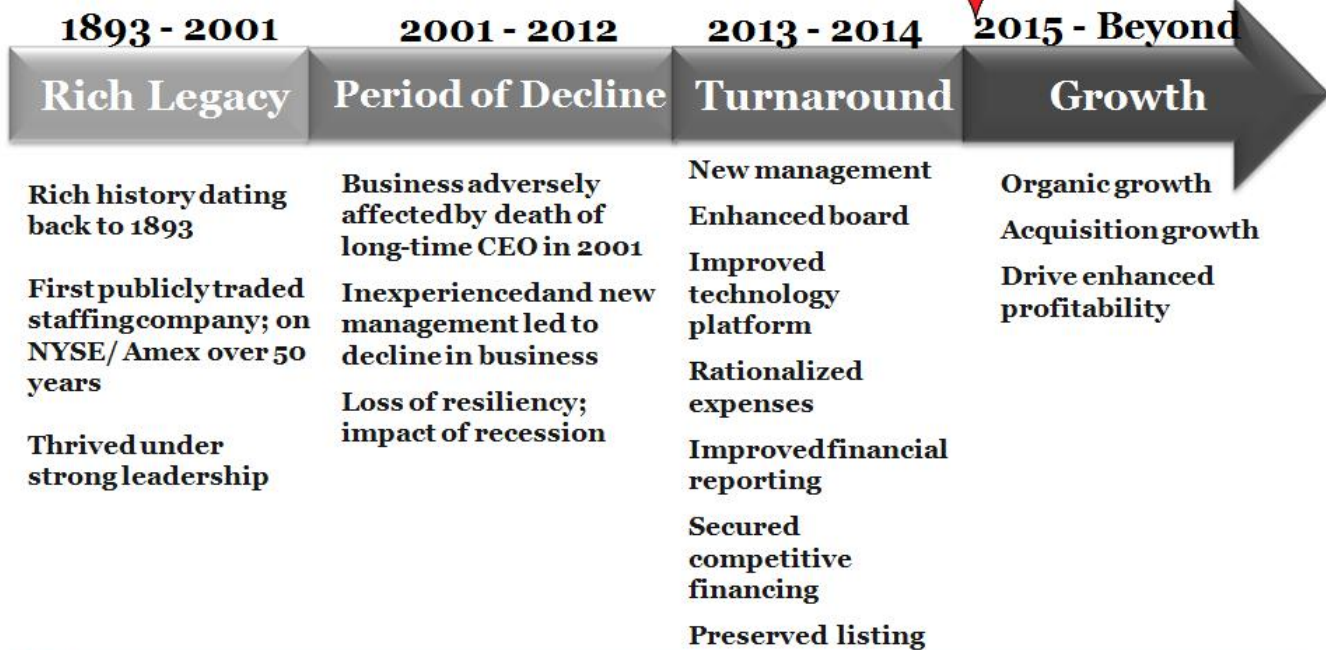 1893 - 2001
2001 - 2012
2013 - 2014
2015 - Beyond
Rich Legacy
Period of Decline
Turnaround
Growth
Rich history dating
back to 1893
First publicly traded
staffing company; on
NYSE/ Amex over 50
years
Thrived under
strong leadership
Business adversely
affected by death of
long-time CEO in 2001
Inexperienced and new
management led to
decline in business
Loss of resiliency;
impact of recession
New management
Enhanced board
Improved
technology
platform
Rationalized
expenses
Improved financial
reporting
Secured
competitive
financing
Preserved listing
Organic growth
Acquisition growth
Drive enhanced
profitability